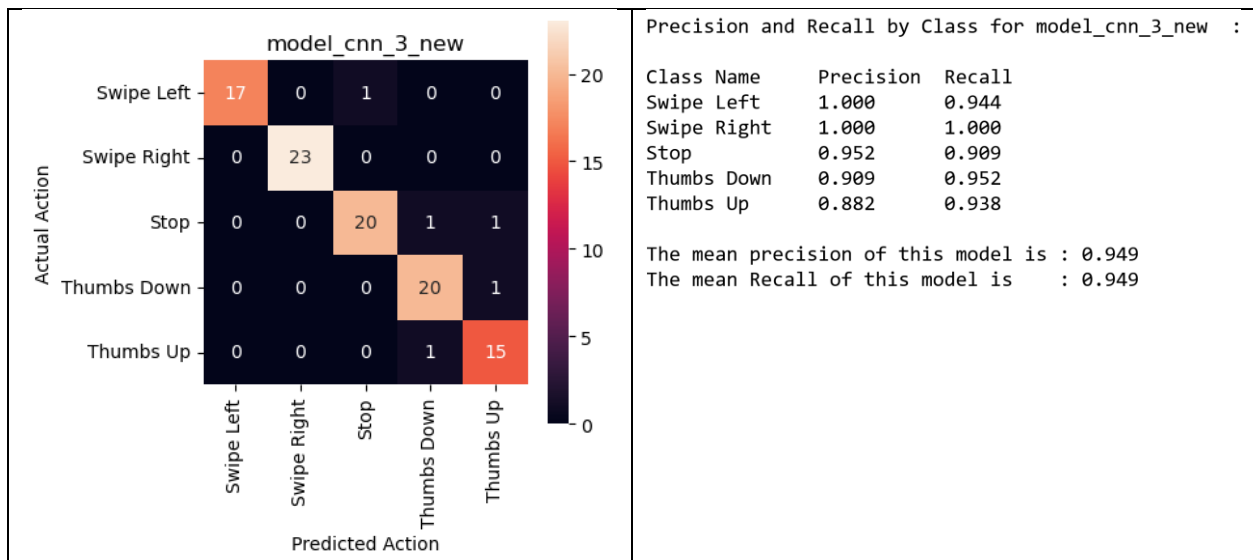 model_cnn_3_new
Actual Action
Swipe Left 17 0 1 0 0
Swipe Right 0 23 0 0 0
Stop 0 0 20 1 1
Thumbs Down 0 0 0 20 1
Thumbs Up 0 0 0 1 15
Swipe Left Swipe Right Stop Thumbs Down Thumbs Up
Predicted Action
20
15
10
5
0
Precision and Recall by Class for model_cnn_3_new :
Class Name Precision Recall
Swipe Left 1.000 0.944
Swipe Right 1.000 1.000
Stop 0.952 0.909
Thumbs Down 0.909 0.952
Thumbs Up 0.882 0.938
The mean precision of this model is : 0.949
The mean Recall of this model is : 0.949